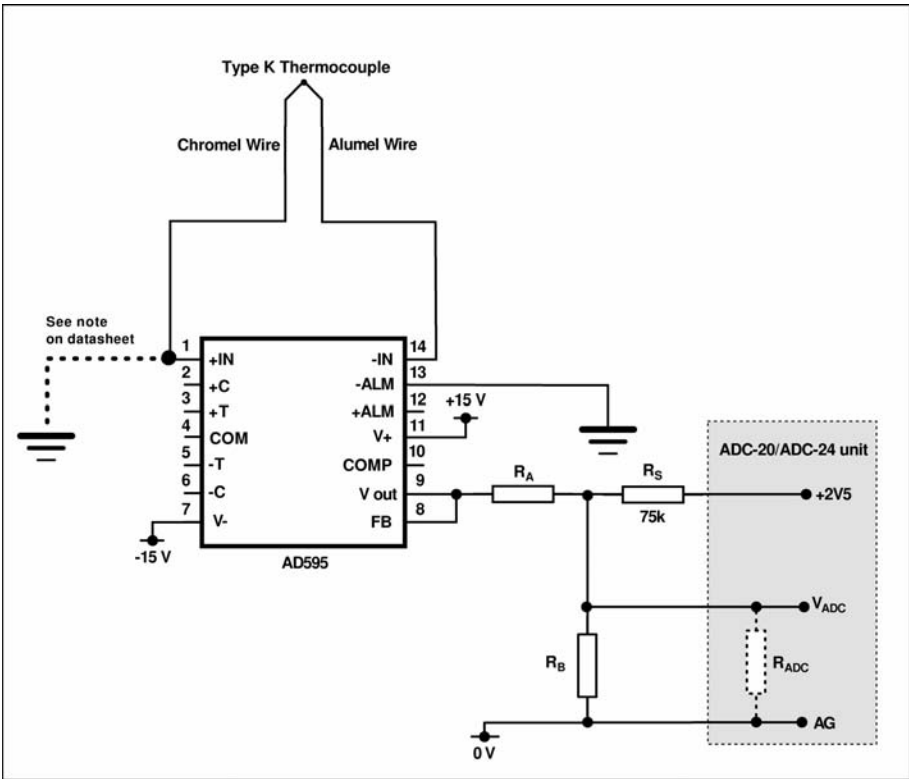 Type K Thermocouple
Chromel Wire
Alumel Wire
See note
on datasheet
1
+IN
2
+C
3
+T
4
COM
5
-T
6
-C
7
V-
-15 V
14
-IN
13
-ALM
12
+ALM
11
V+
10
COMP
9
V out
8
FB
AD595
+15 V
RA
RS
75k
ADC-20/ADC-24 unit
+2V5
VADC
RB
RADC
AG
0 V